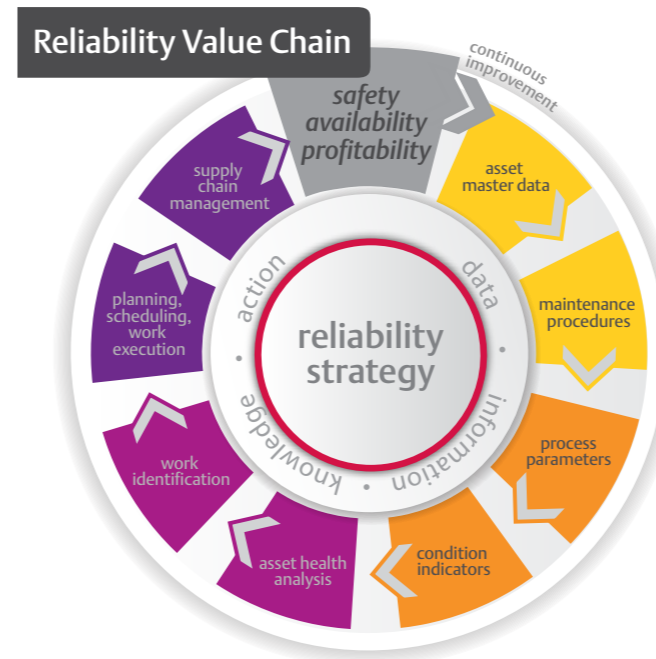 Reliability Value Chain
continuous
improvement
safety
availability
profitability
asset
master data
maintenance
procedures
process
parameters
condition
indicators
asset health
analysis
work
identification
planning,
scheduling,
work
execution
supply
chain
management
action
data
information
knowledge
reliability
strategy